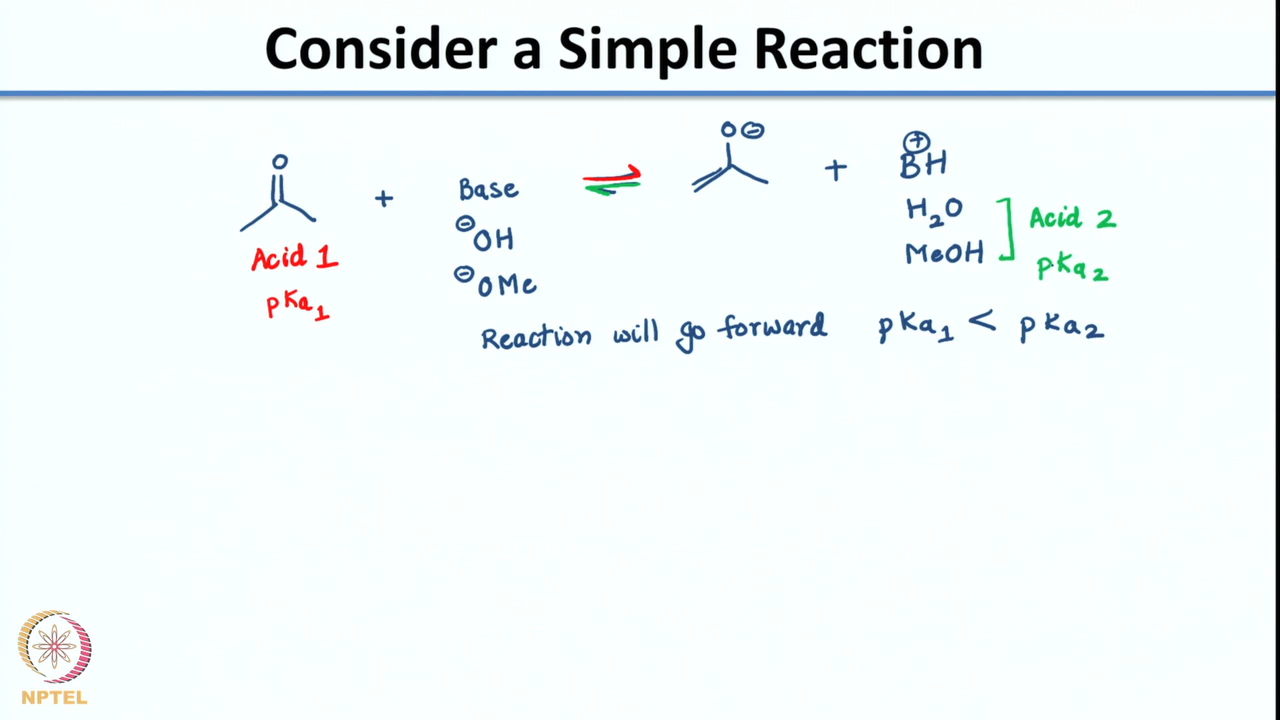 Consider a Simple Reaction
O
+ Base
⊖OH
⊖OMe
Acid 1
pKa1
O⊖
+
⊕
BH
H2O
MeOH
Acid 2
pKa2
Reaction will go forward pKa1 < pKa2
NPTEL